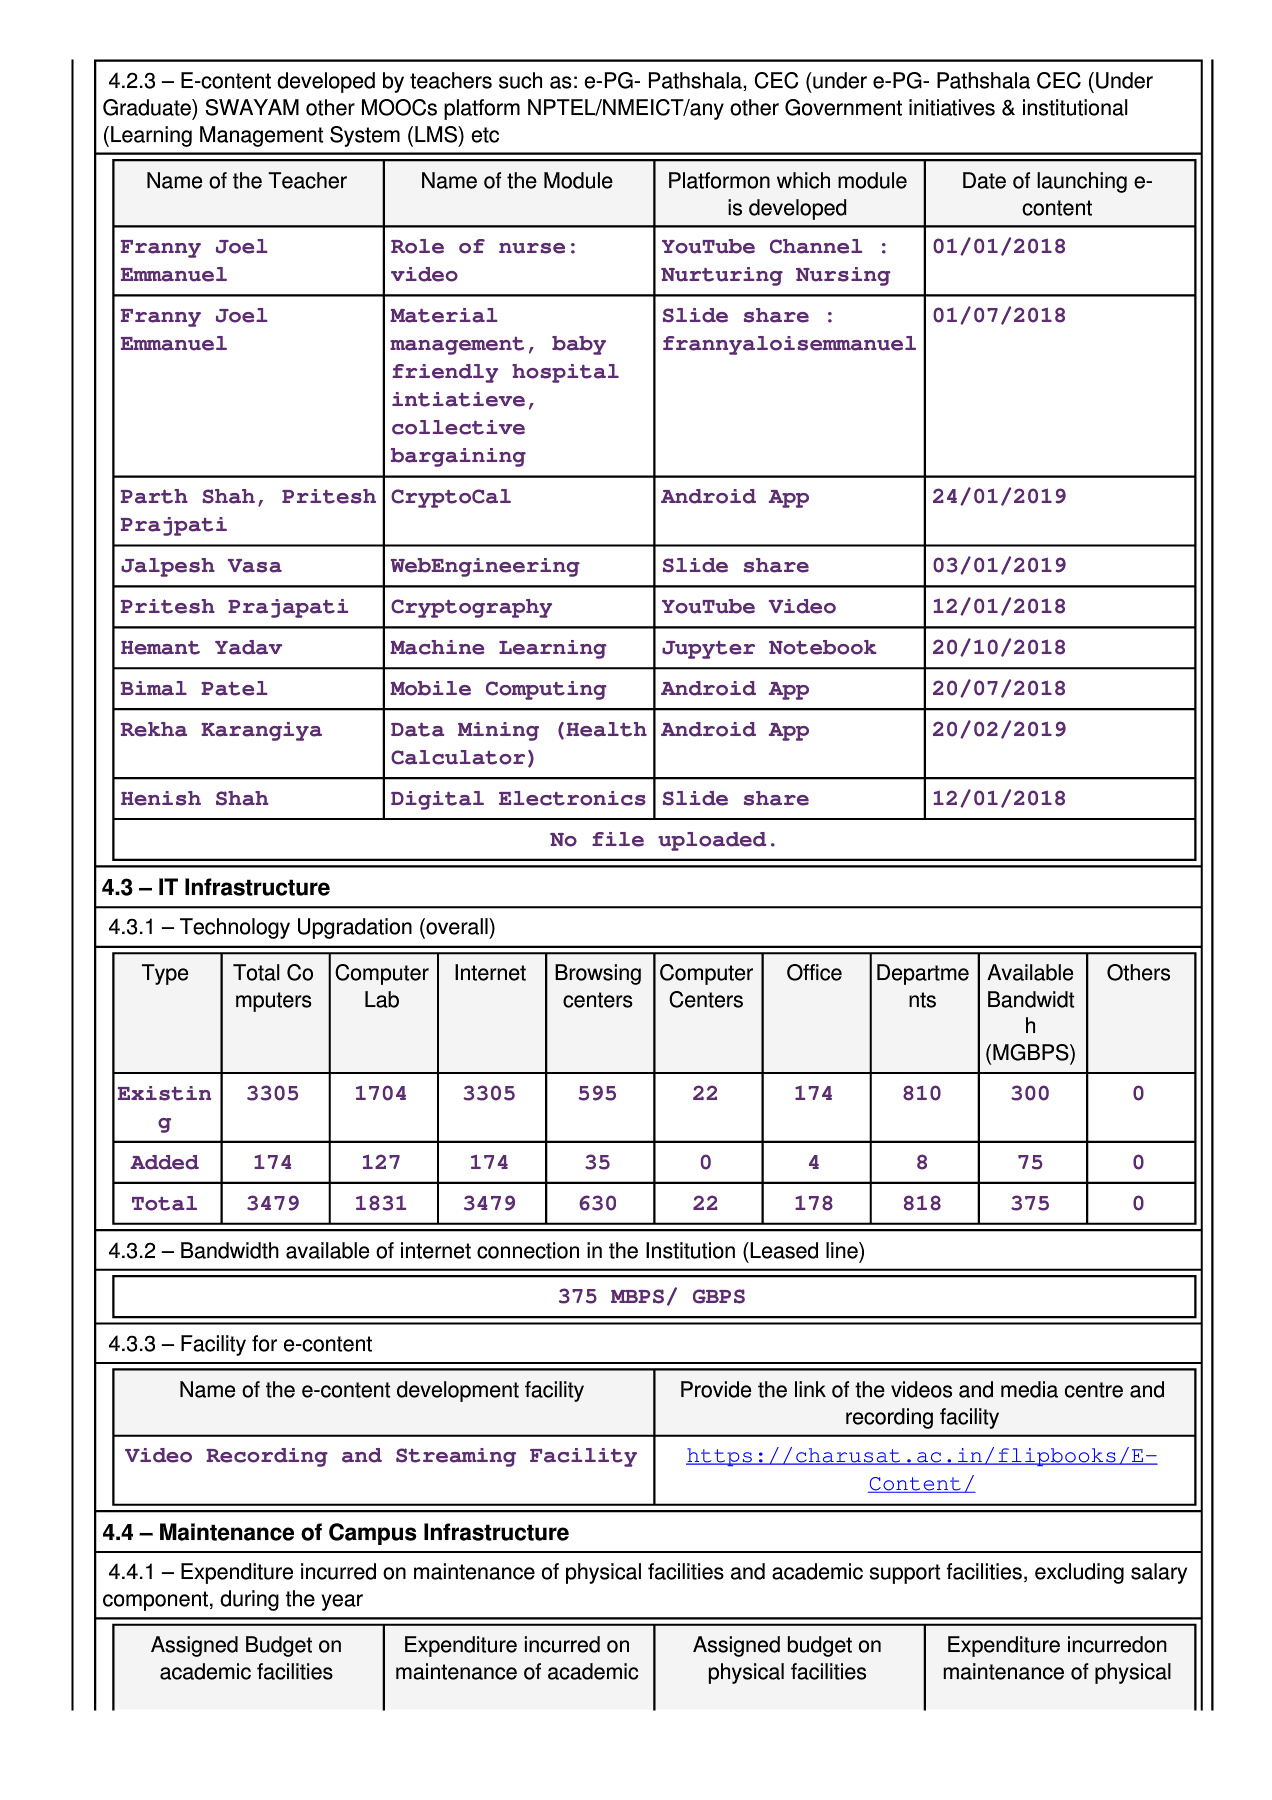 4.2.3 – E-content developed by teachers such as: e-PG- Pathshala, CEC (under e-PG- Pathshala CEC (Under
Graduate) SWAYAM other MOOCs platform NPTEL/NMEICT/any other Government initiatives & institutional
(Learning Management System (LMS) etc
Name of the Teacher Name of the Module Platformon which module Date of launching e-
is developed content
Franny Joel Role of nurse: YouTube Channel : 01/01/2018
Emmanuel video Nurturing Nursing
Franny Joel Material Slide share : 01/07/2018
Emmanuel management, baby frannyaloisemmanuel
friendly hospital
intiatieve,
collective
bargaining
Parth Shah, Pritesh CryptoCal Android App 24/01/2019
Prajpati
Jalpesh Vasa WebEngineering Slide share 03/01/2019
Pritesh Prajapati Cryptography YouTube Video 12/01/2018
Hemant Yadav Machine Learning Jupyter Notebook 20/10/2018
Bimal Patel Mobile Computing Android App 20/07/2018
Rekha Karangiya Data Mining (Health Android App 20/02/2019
Calculator)
Henish Shah Digital Electronics Slide share 12/01/2018
No file uploaded.
4.3 – IT Infrastructure
4.3.1 – Technology Upgradation (overall)
Type Total Co Computer Internet Browsing Computer Office Departme Available Others
mputers Lab centers Centers nts Bandwidt
h
(MGBPS)
Existin 3305 1704 3305 595 22 174 810 300 0
g
Added 174 127 174 35 0 4 8 75 0
Total 3479 1831 3479 630 22 178 818 375 0
4.3.2 – Bandwidth available of internet connection in the Institution (Leased line)
375 MBPS/ GBPS
4.3.3 – Facility for e-content
Name of the e-content development facility Provide the link of the videos and media centre and
recording facility
Video Recording and Streaming Facility https://charusat.ac.in/flipbooks/E-
Content/
4.4 – Maintenance of Campus Infrastructure
4.4.1 – Expenditure incurred on maintenance of physical facilities and academic support facilities, excluding salary
component, during the year
Assigned Budget on Expenditure incurred on Assigned budget on Expenditure incurredon
academic facilities maintenance of academic physical facilities maintenance of physical